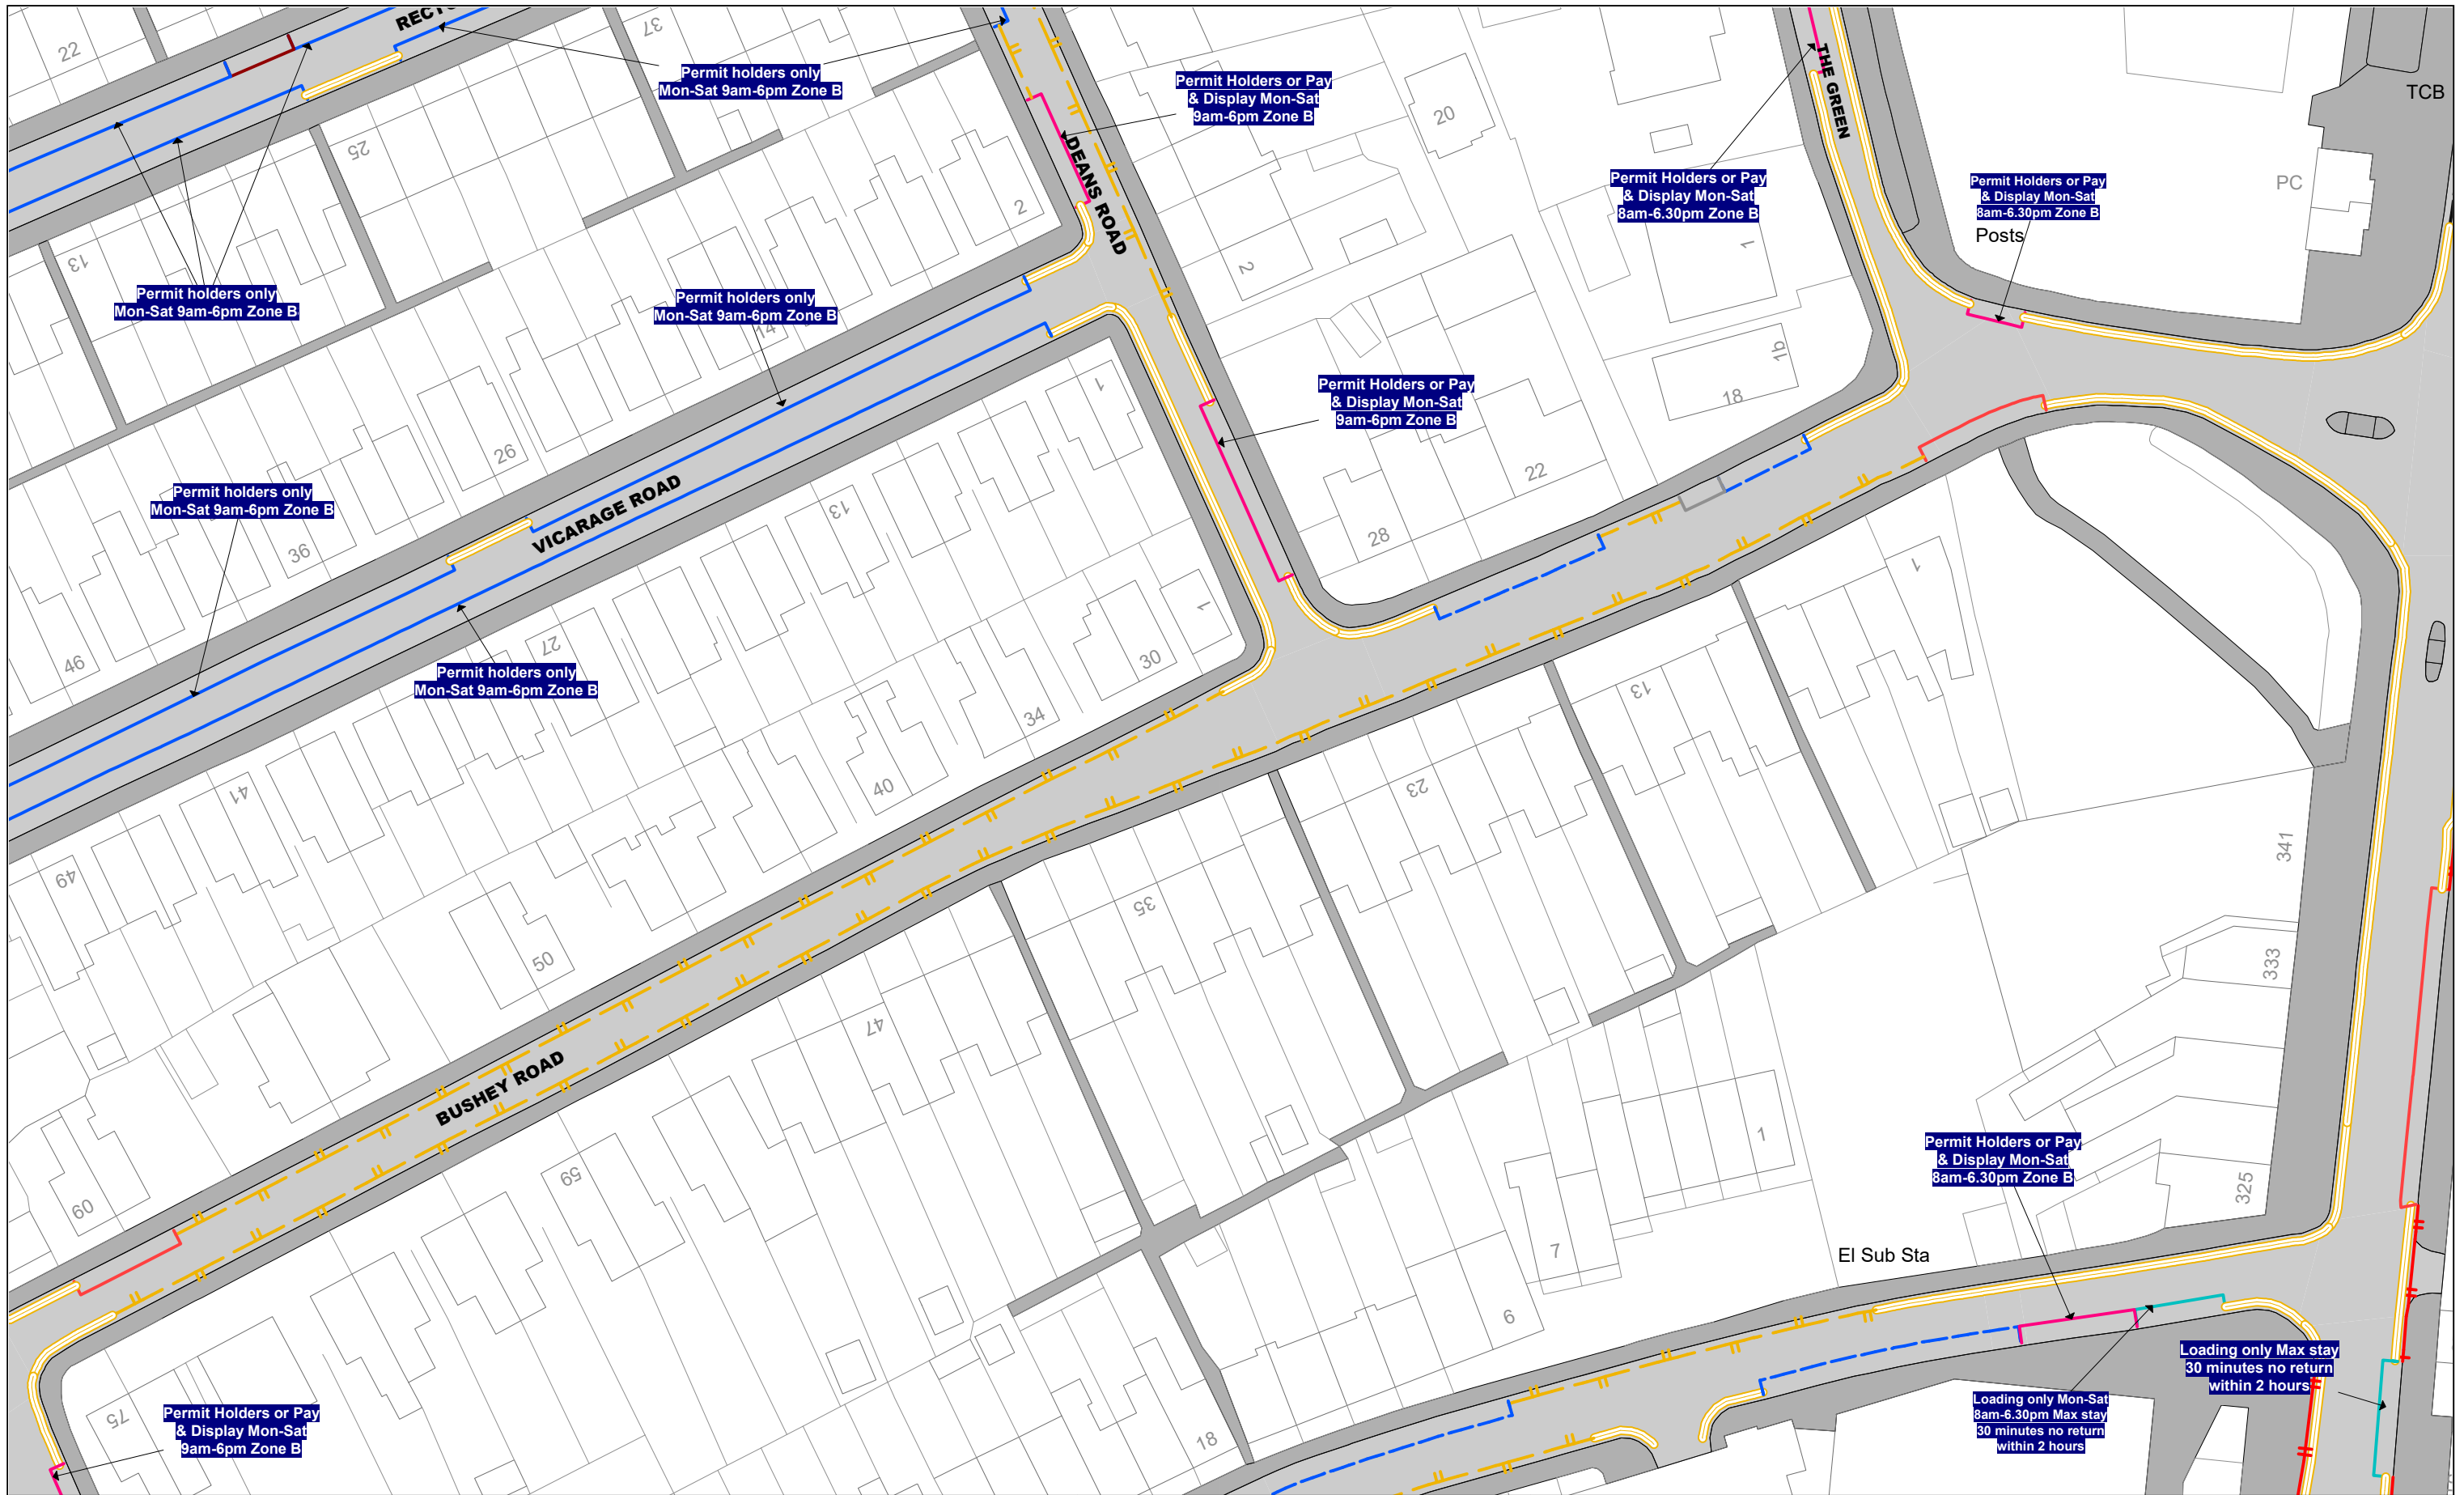 RECTO
22
37
Permit holders only
Mon-Sat 9am-6pm Zone B
Permit Holders or Pay
& Display Mon-Sat
9am-6pm Zone B
THE GREEN
TCB
20
DEANS ROAD
25
Permit Holders or Pay
& Display Mon-Sat
8am-6.30pm Zone B
Permit Holders or Pay
& Display Mon-Sat
8am-6.30pm Zone B
PC
Posts
2
2
1
13
Permit holders only
Mon-Sat 9am-6pm Zone B
Permit holders only
Mon-Sat 9am-6pm Zone B
14
1b
18
1
Permit Holders or Pay
& Display Mon-Sat
9am-6pm Zone B
26
22
Permit holders only
Mon-Sat 9am-6pm Zone B
VICARAGE ROAD
13
28
36
1
1
46
27
30
Permit holders only
Mon-Sat 9am-6pm Zone B
13
34
40
23
41
49
341
35
50
333
47
BUSHEY ROAD
59
1
Permit Holders or Pay
& Display Mon-Sat
8am-6.30pm Zone B
60
325
7
El Sub Sta
9
Loading only Max stay
30 minutes no return
within 2 hours
75
Permit Holders or Pay
& Display Mon-Sat
9am-6pm Zone B
18
Loading only Mon-Sat
8am-6.30pm Max stay
30 minutes no return
within 2 hours